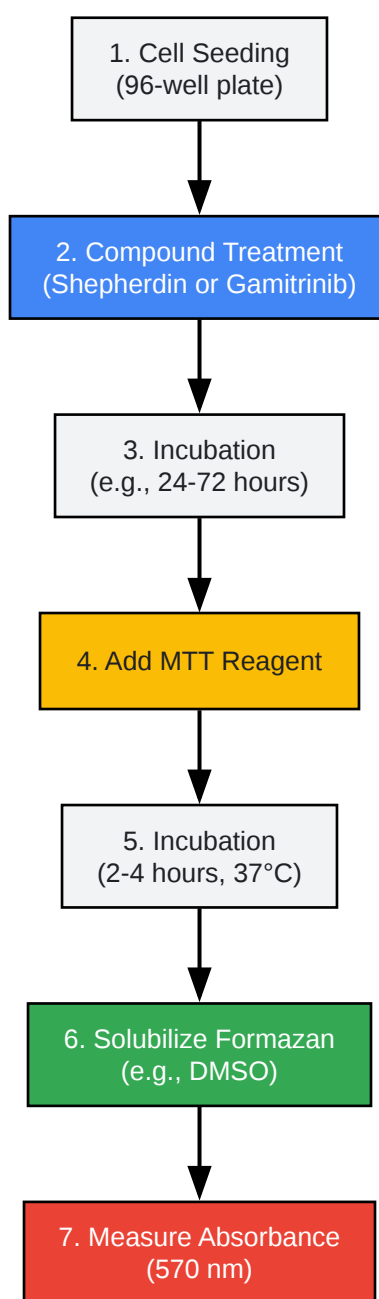 1. Cell Seeding
(96-well plate)
2. Compound Treatment
(Shepherdin or Gamitrinib)
3. Incubation
(e.g., 24-72 hours)
4. Add MTT Reagent
5. Incubation
(2-4 hours, 37°C)
6. Solubilize Formazan
(e.g., DMSO)
7. Measure Absorbance
(570 nm)